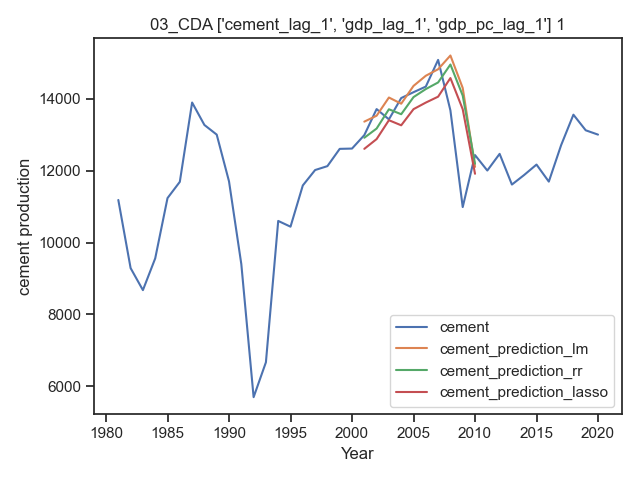 03_CDA ['cement_lag_1', 'gdp_lag_1', 'gdp_pc_lag_1'] 1
14000
12000
10000
8000
6000
cement production
cement
cement_prediction_lm
cement_prediction_rr
cement_prediction_lasso
1980 1985 1990 1995 2000 2005 2010 2015 2020
Year